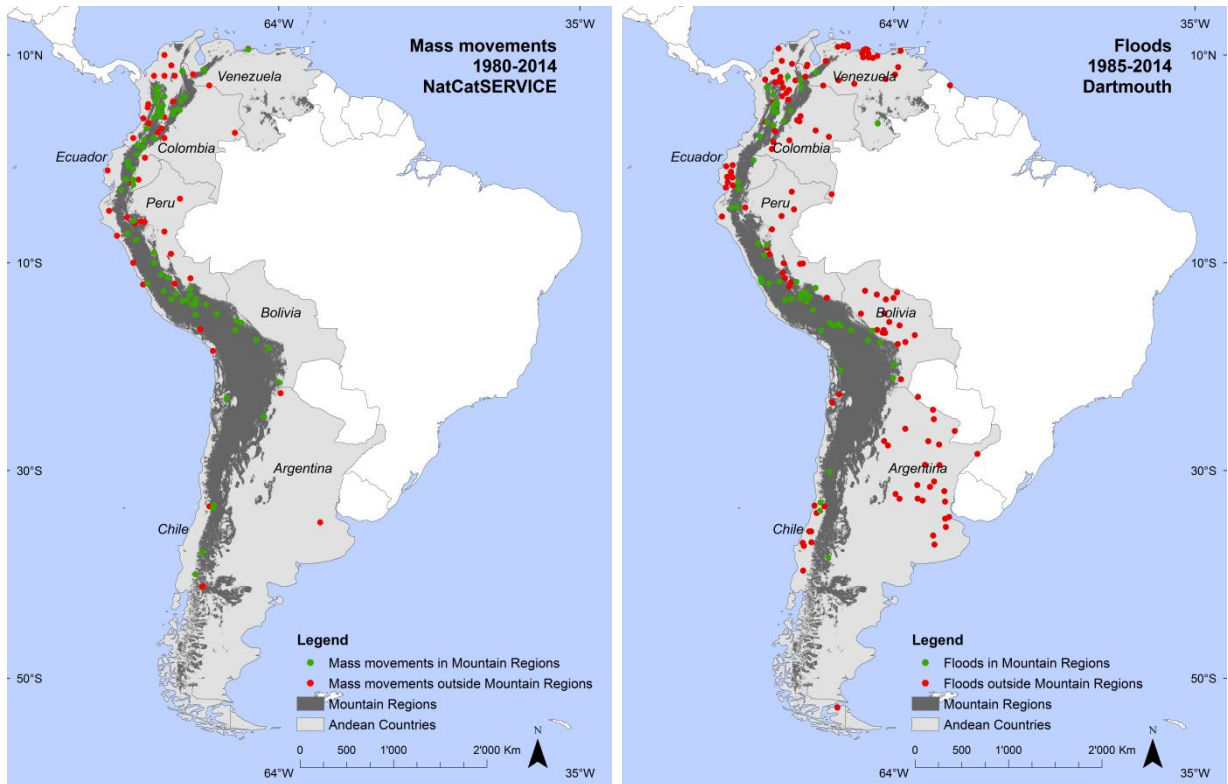 64°W
35°W
10°N
Mass movements
1980-2014
NatCatSERVICE
Venezuela
Colombia
Ecuador
Peru
10°S
Bolivia
30°S
Argentina
Chile
Legend
Mass movements in Mountain Regions
Mass movements outside Mountain Regions
50°S
Mountain Regions
Andean Countries
N
0 500 1'000 2'000 Km
64°W
35°W
64°W
35°W
10°N
Floods
1985-2014
Dartmouth
Venezuela
Colombia
Ecuador
Peru
10°S
Bolivia
30°S
Argentina
Chile
Legend
Floods in Mountain Regions
Floods outside Mountain Regions
50°S
Mountain Regions
Andean Countries
N
0 500 1'000 2'000 Km
64°W
35°W